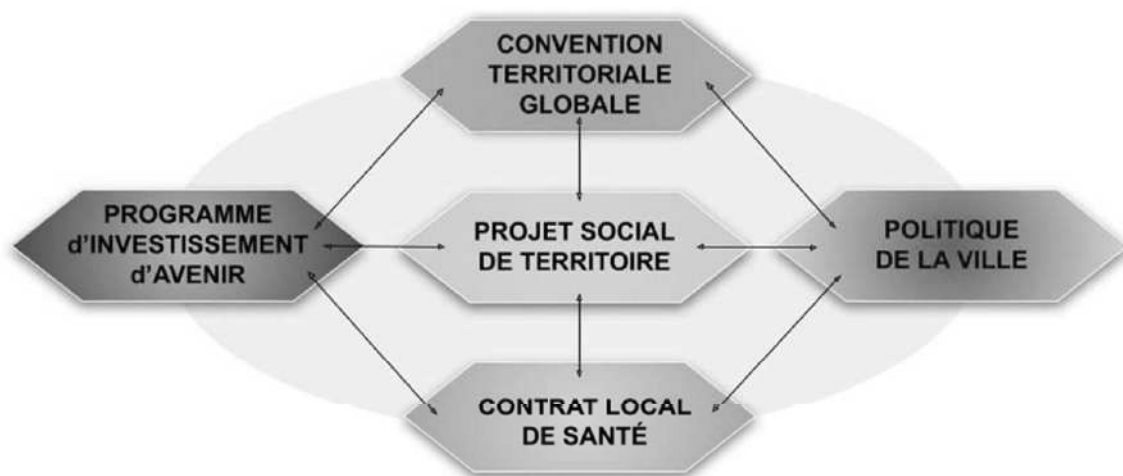 CONVENTION
TERRITORIALE
GLOBALE
PROGRAMME
d'INVESTISSEMENT
d'AVENIR
PROJET SOCIAL
DE TERRITOIRE
POLITIQUE
DE LA VILLE
CONTRAT LOCAL
DE SANTÉ